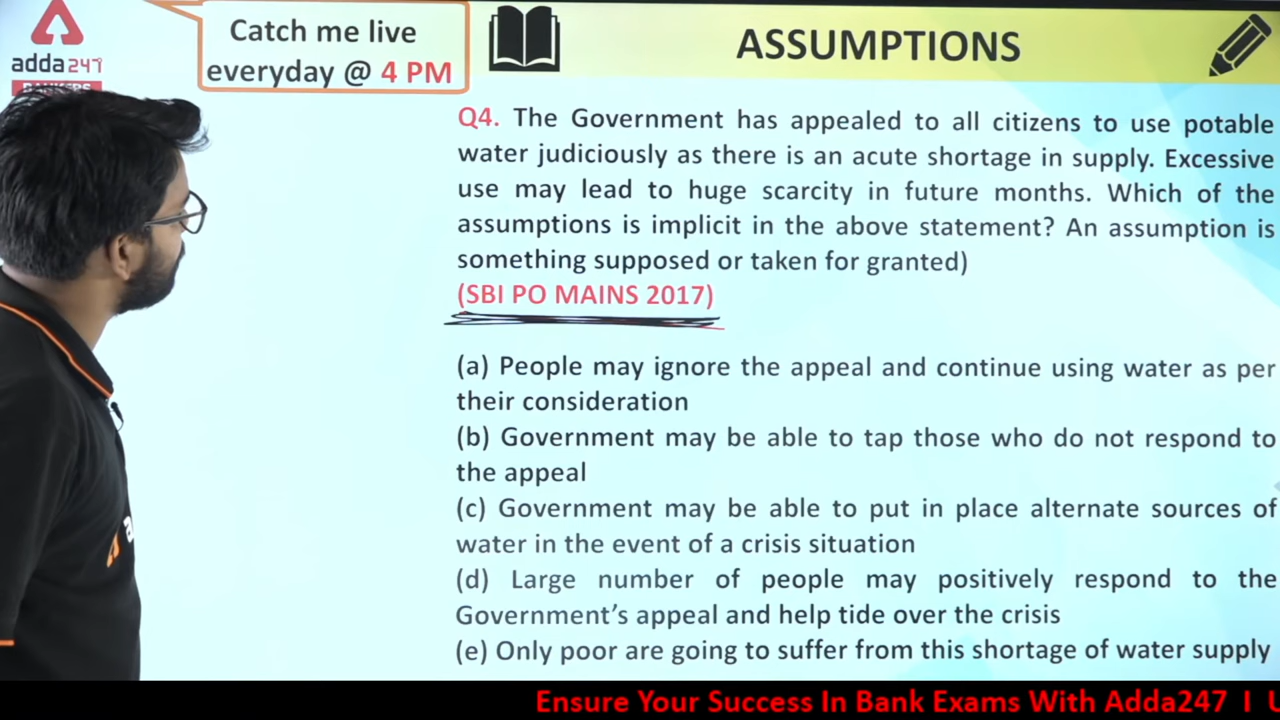 Catch me live
everyday @ 4 PM
adda247
BANKERS
ASSUMPTIONS
Q4. The Government has appealed to all citizens to use potable
water judiciously as there is an acute shortage in supply. Excessive
use may lead to huge scarcity in future months. Which of the
assumptions is implicit in the above statement? An assumption is
something supposed or taken for granted)
(SBI PO MAINS 2017)
(a) People may ignore the appeal and continue using water as per
their consideration
(b) Government may be able to tap those who do not respond to
the appeal
(c) Government may be able to put in place alternate sources of
water in the event of a crisis situation
(d) Large number of people may positively respond to the
Government's appeal and help tide over the crisis
(e) Only poor are going to suffer from this shortage of water supply
Ensure Your Success In Bank Exams With Adda247 I